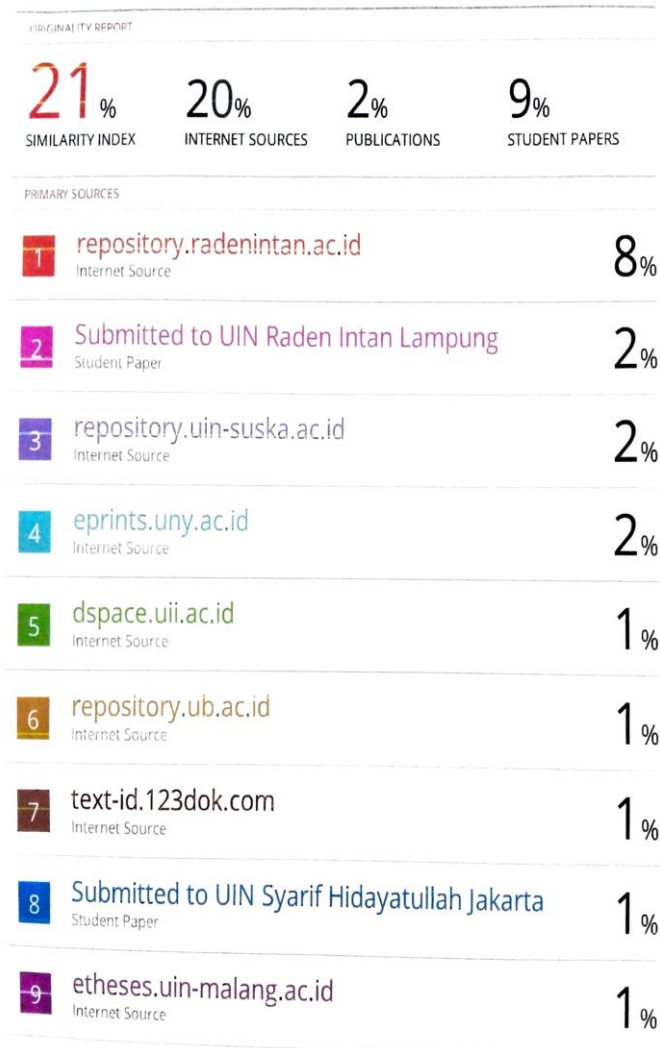 ORIGINALITY REPORT
21% 20% 2% 9%
SIMILARITY INDEX INTERNET SOURCES PUBLICATIONS STUDENT PAPERS
PRIMARY SOURCES
1 repository.radenintan.ac.id 8%
Internet Source
2 Submitted to UIN Raden Intan Lampung 2%
Student Paper
3 repository.uin-suska.ac.id 2%
Internet Source
4 eprints.uny.ac.id 2%
Internet Source
5 dspace.uii.ac.id 1%
Internet Source
6 repository.ub.ac.id 1%
Internet Source
7 text-id.123dok.com 1%
Internet Source
8 Submitted to UIN Syarif Hidayatullah Jakarta 1%
Student Paper
9 etheses.uin-malang.ac.id 1%
Internet Source